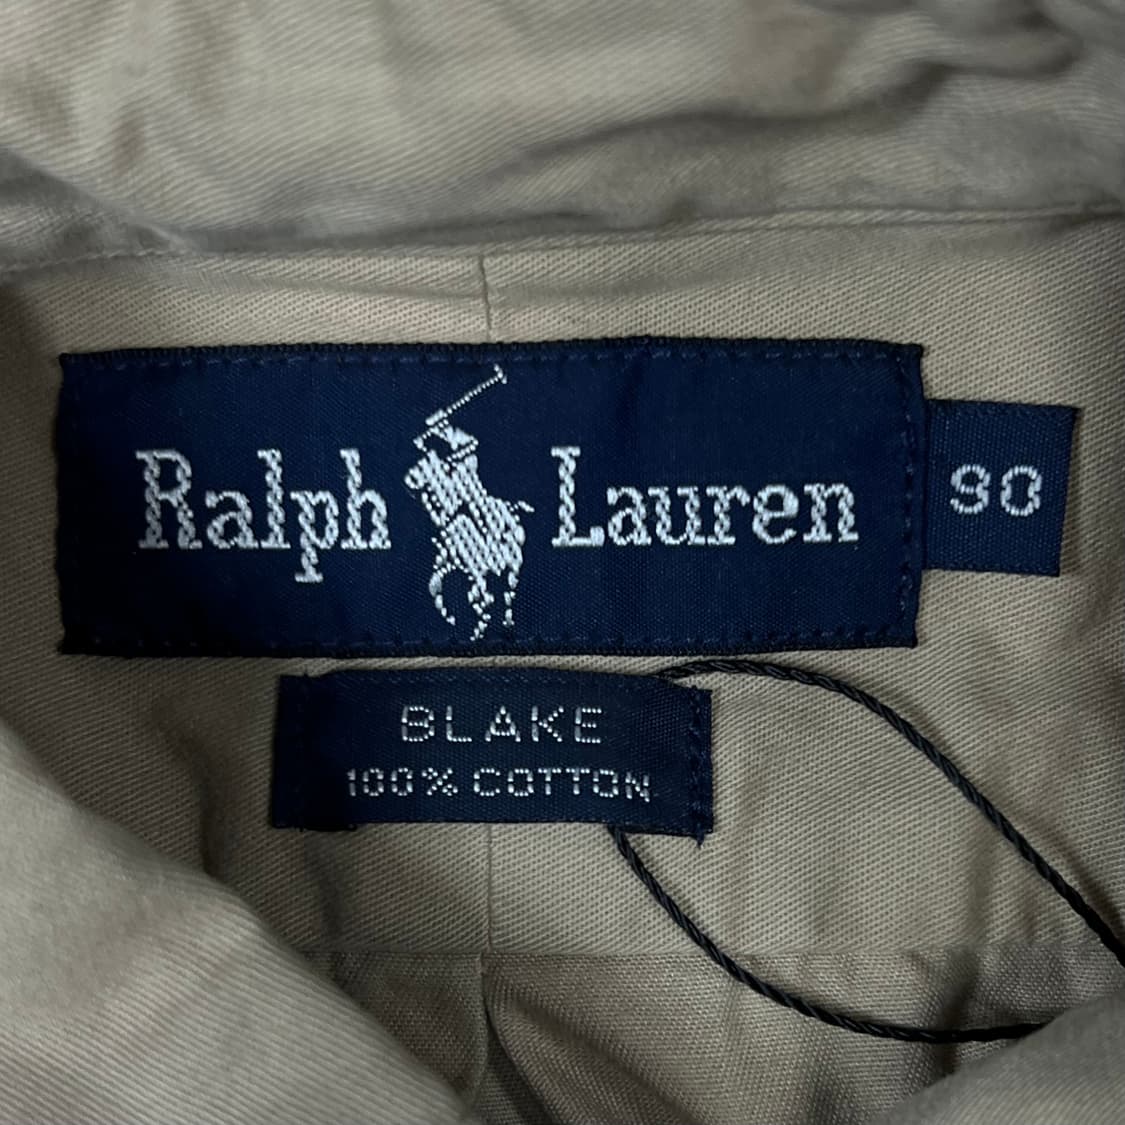 Ralph Lauren
90
BLAKE
100% COTTON